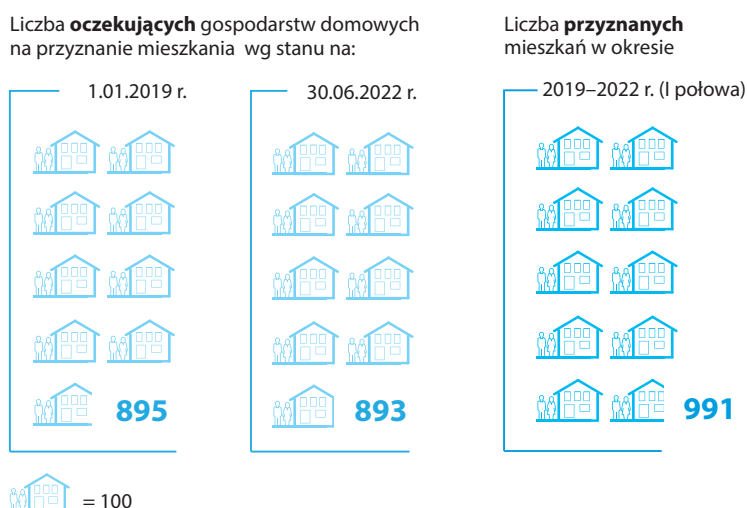 Liczba oczekujących gospodarstw domowych
na przyznanie mieszkania wg stanu na:
1.01.2019 r.
895
30.06.2022 r.
893
Liczba przyznanych
mieszkań w okresie
2019–2022 r. (I połowa)
991
= 100